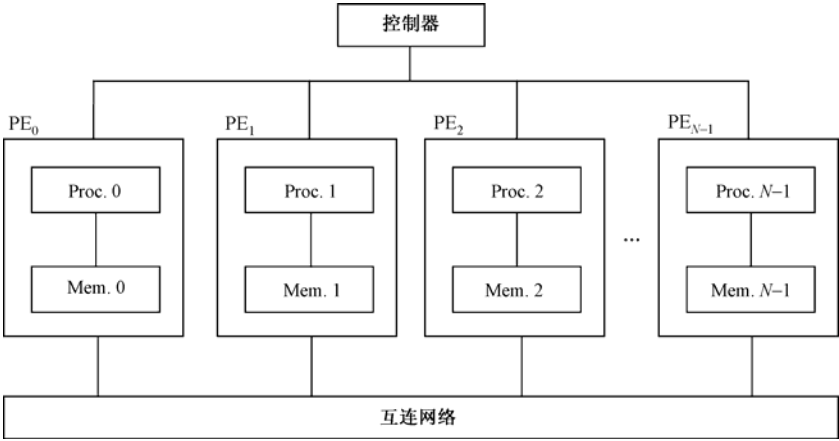 控制器
PE₀ PE₁ PE₂ PE_{N-1}
Proc. 0 Proc. 1 Proc. 2 Proc. N-1
...
Mem. 0 Mem. 1 Mem. 2 Mem. N-1
互连网络